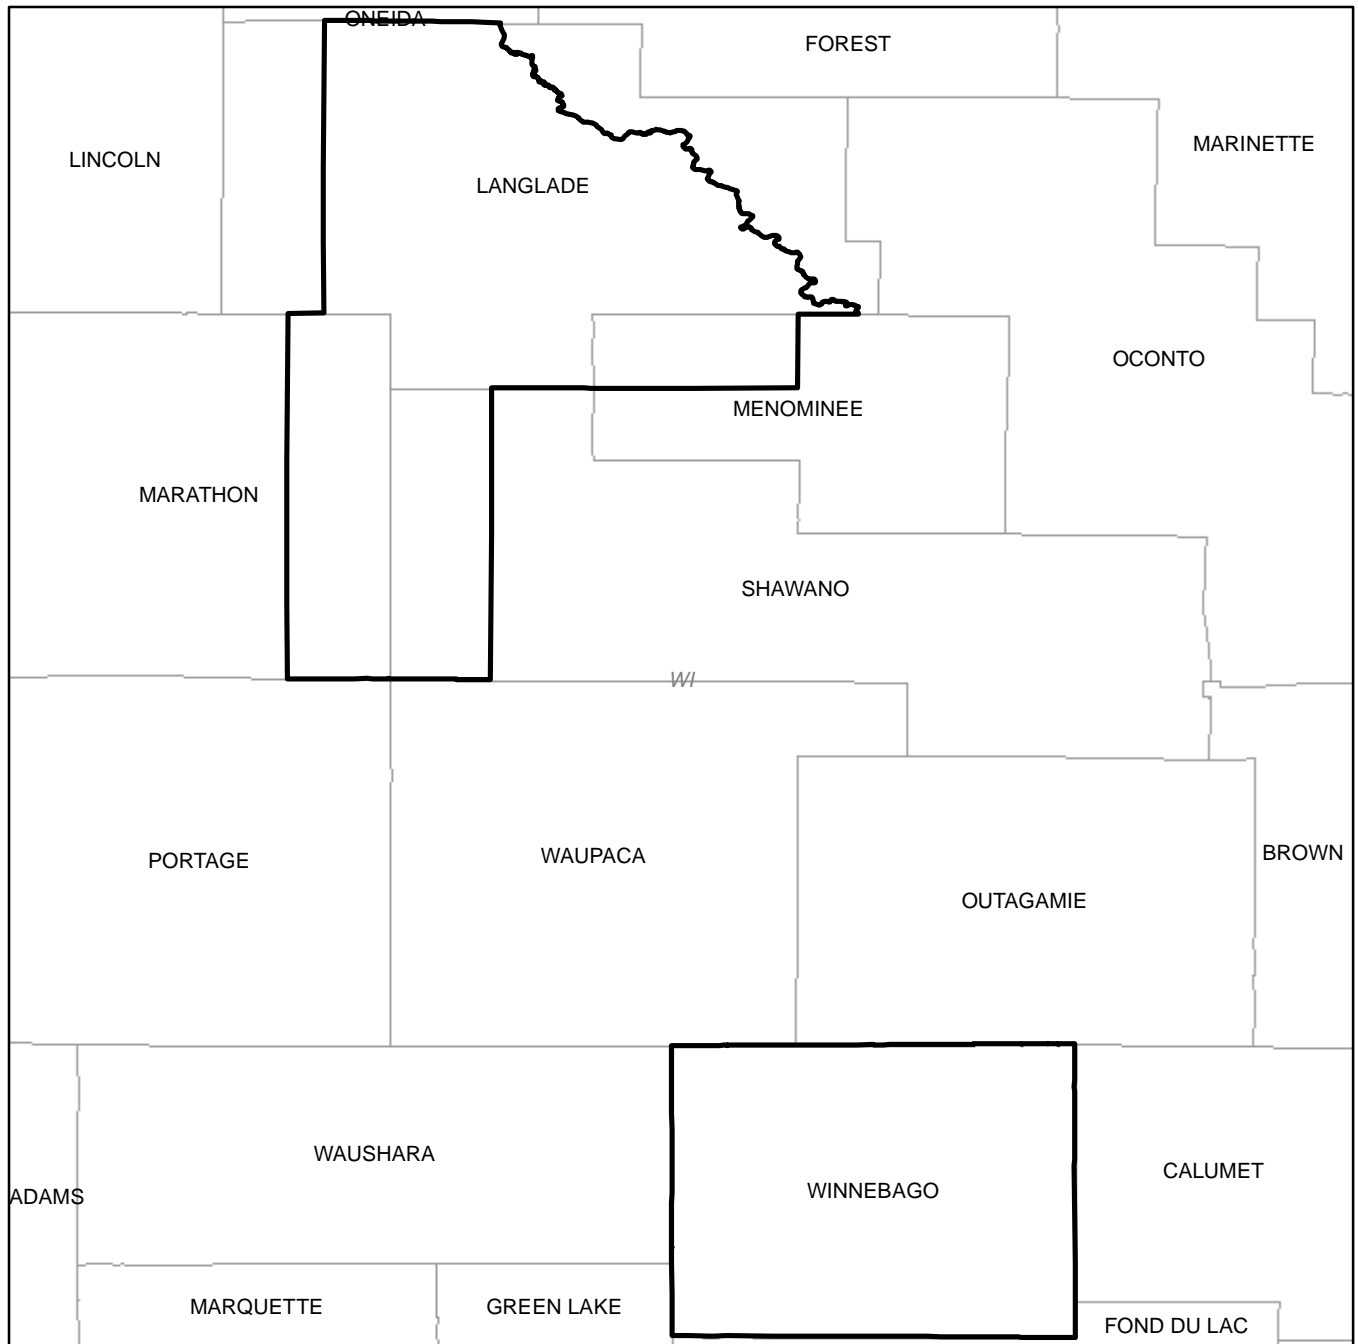 ONEIDA
FOREST
MARINETTE
LINCOLN
LANGLADE
OCONTO
MENOMINEE
MARATHON
SHAWANO
WI
PORTAGE
WAUPACA
BROWN
OUTAGAMIE
WAUSHARA
CALUMET
WINNEBAGO
ADAMS
MARQUETTE
GREEN LAKE
FOND DU LAC